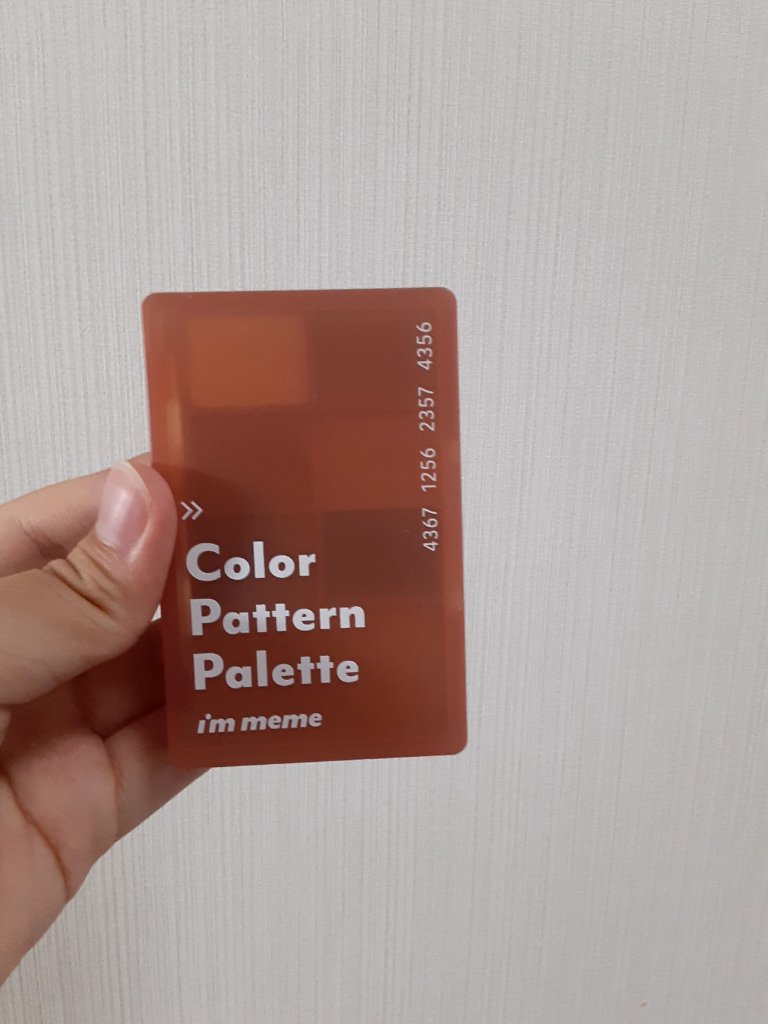 4367 1256 2357 4356
»
Color
Pattern
Palette
i'm meme